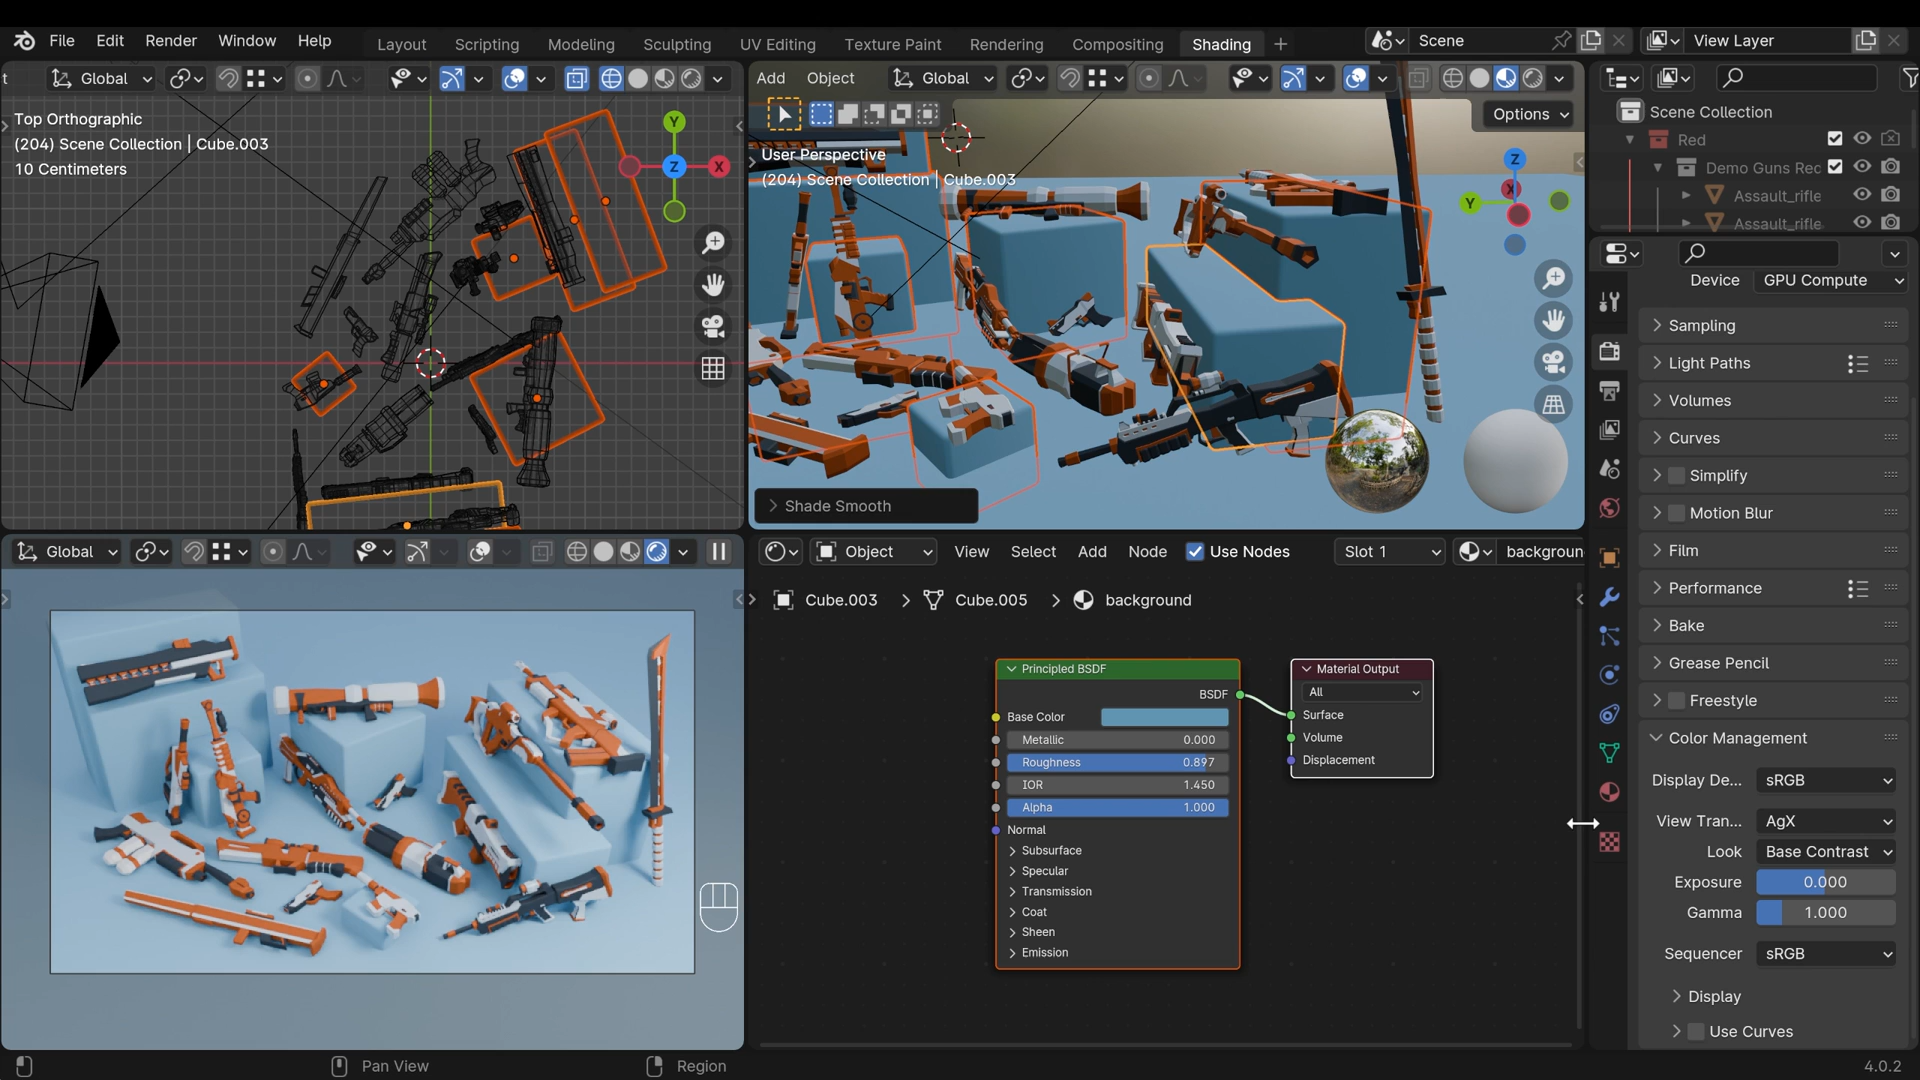 File Edit Render Window Help Layout Scripting Modeling Sculpting UV Editing Texture Paint Rendering Compositing Shading + Scene View Layer
t Global
Top Orthographic
(204) Scene Collection | Cube.003
10 Centimeters
Y
X
Z
Add Object Global
Options
User Perspective
(204) Scene Collection | Cube.003
Z
X
Y
Shade Smooth
Scene Collection
Red
Demo Guns Rec
Assault_rifle
Assault_rifle
Device GPU Compute
Sampling
Light Paths
Volumes
Curves
Simplify
Motion Blur
Film
Performance
Bake
Grease Pencil
Freestyle
Color Management
Display De... sRGB
View Tran... AgX
Look Base Contrast
Exposure 0.000
Gamma 1.000
Sequencer sRGB
Display
Use Curves
Global
Object View Select Add Node Use Nodes Slot 1 backgroun
Cube.003 > Cube.005 > background
Principled BSDF
BSDF
Base Color
Metallic 0.000
Roughness 0.897
IOR 1.450
Alpha 1.000
Normal
Subsurface
Specular
Transmission
Coat
Sheen
Emission
Material Output
All
Surface
Volume
Displacement
Pan View Region 4.0.2